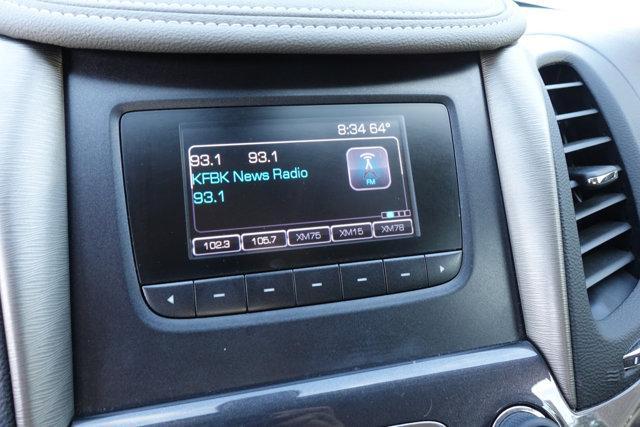 8:34 64°
93.1 93.1
KFBK News Radio
93.1
FM
102.3 105.7 XM75 XM15 XM78